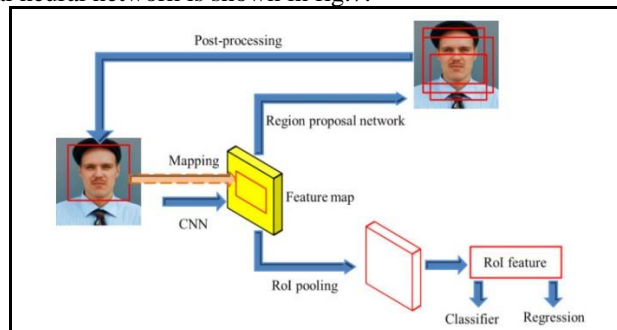 Post-processing
Region proposal network
Mapping
Feature map
CNN
RoI pooling
RoI feature
Classifier
Regression